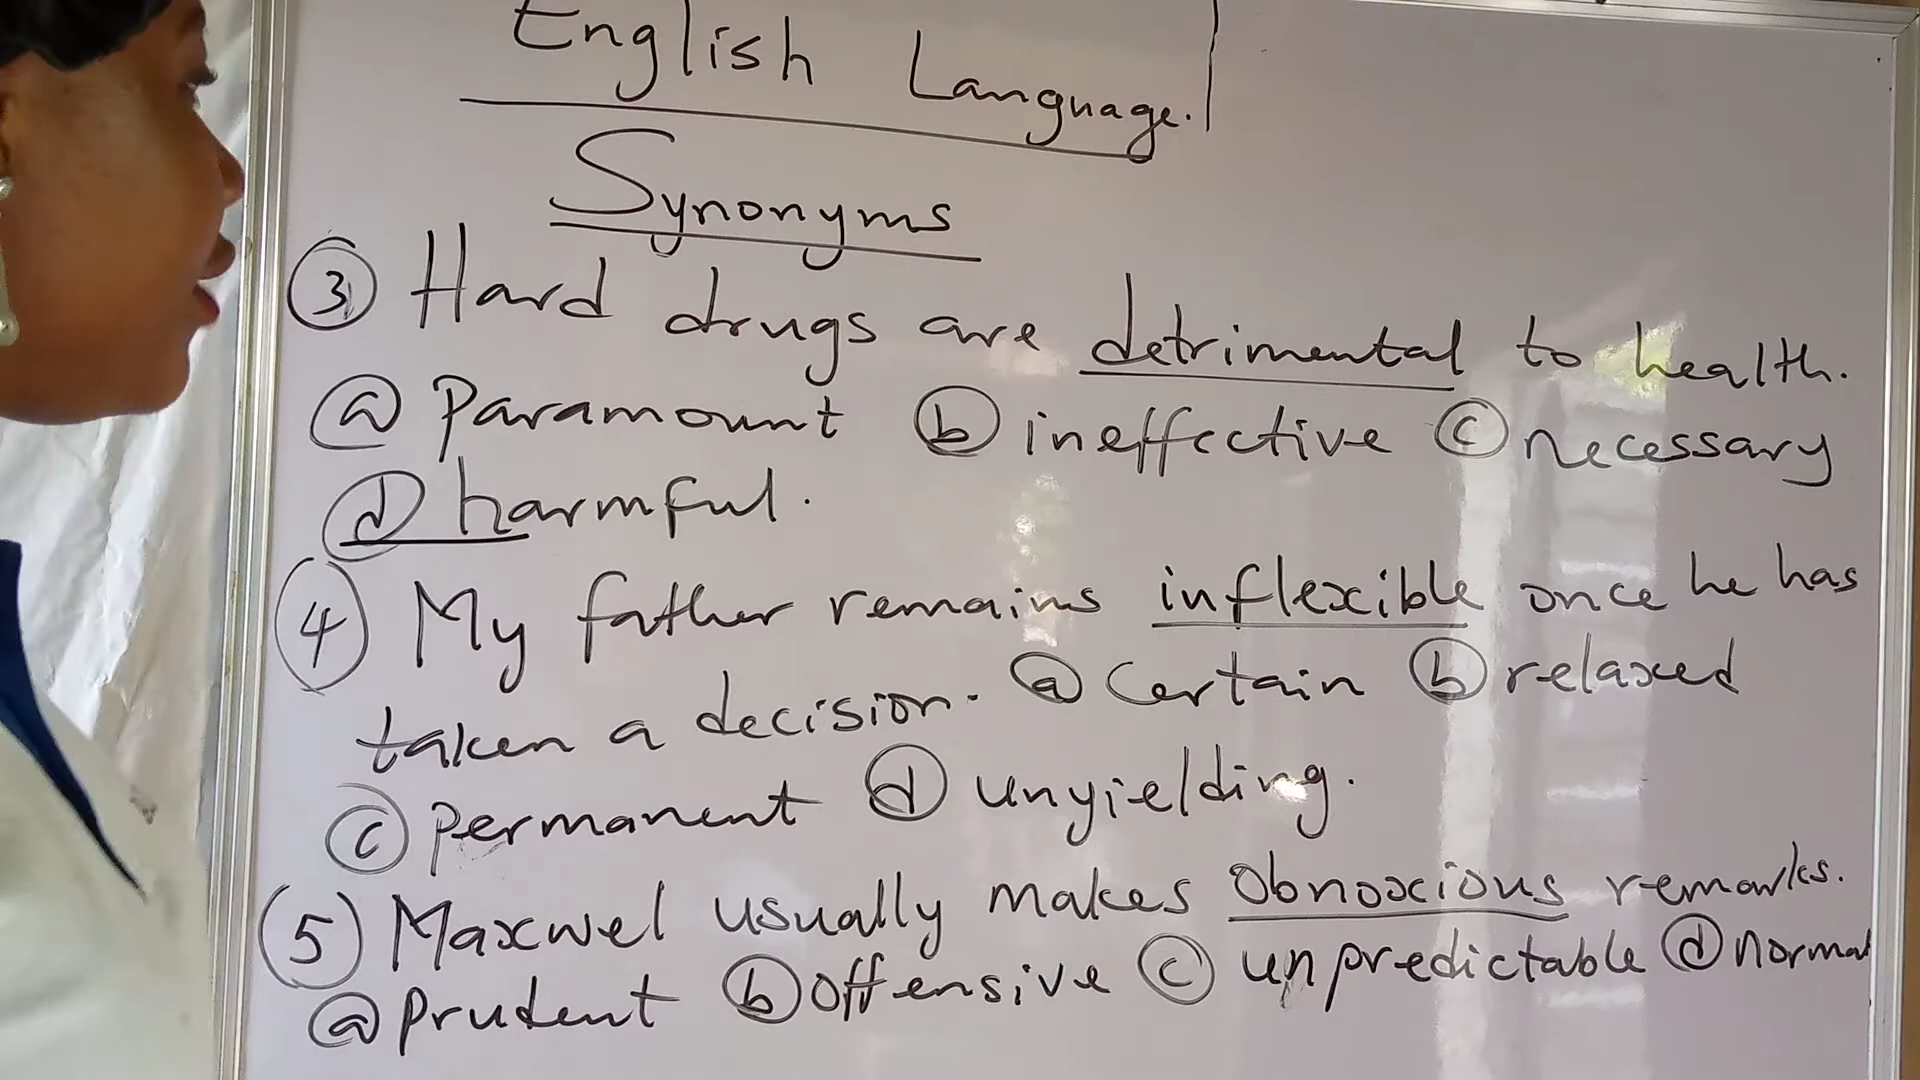 English Language.
Synonyms
3 Hard drugs are detrimental to health.
a Paramount b ineffective c necessary
d harmful.
4 My father remains inflexible once he has
taken a decision. a Certain b relaxed
c Permanent d unyielding.
5 Maxwel usually makes Obnoxious remarks.
a Prudent b Offensive c unpredictable d normal